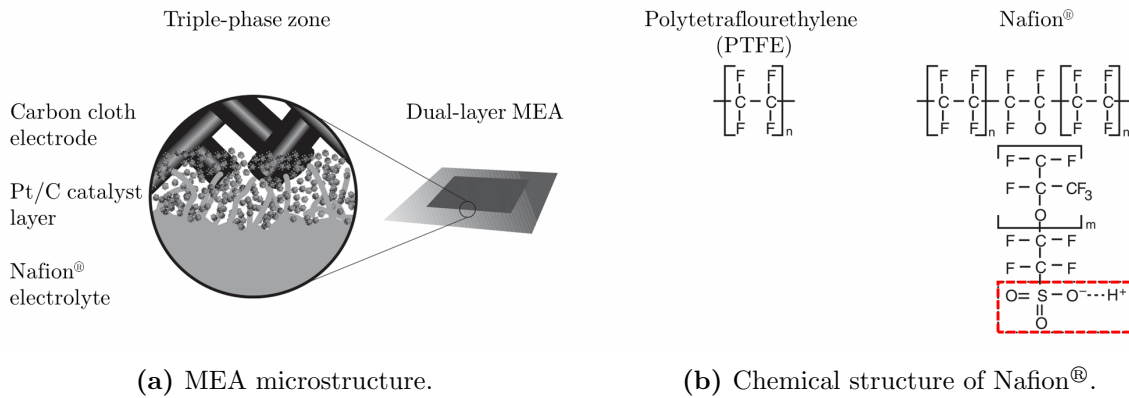 Triple-phase zone
Carbon cloth
electrode
Pt/C catalyst
layer
Nafion®
electrolyte
Dual-layer MEA
(a) MEA microstructure.
Polytetraflourethylene
(PTFE)
F F
C C
F F
n
Nafion®
F F F F F F
C C C C C C
F F F O F F
n n
F C F
F C CF₃
O
m
F C F
F C F
O= S O⁻ ---H⁺
O
(b) Chemical structure of Nafion®.